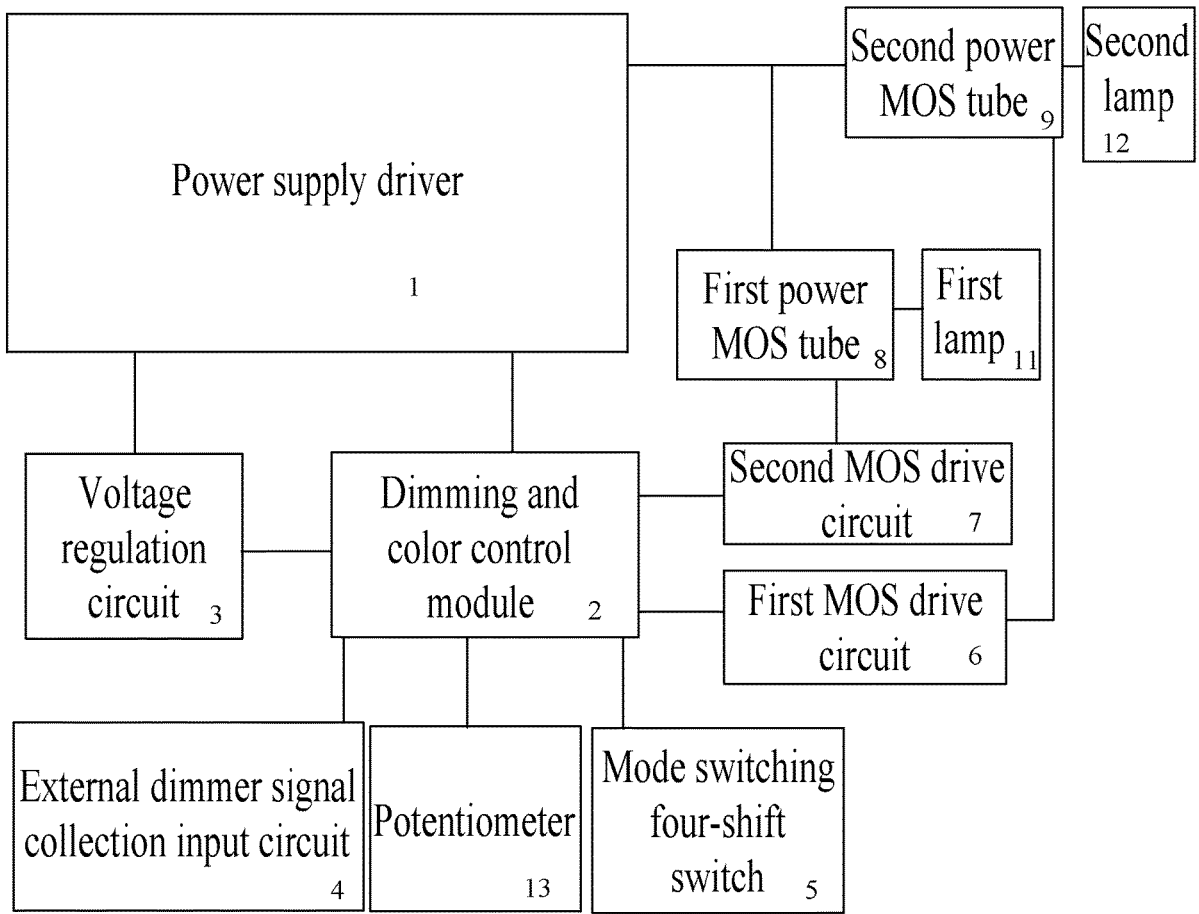 Power supply driver
1
Second power
MOS tube
9
Second
lamp
12
First power
MOS tube
8
First
lamp
11
Voltage
regulation
circuit
3
Dimming and
color control
module
2
Second MOS drive
circuit
7
First MOS drive
circuit
6
External dimmer signal
collection input circuit
4
Potentiometer
13
Mode switching
four-shift
switch
5